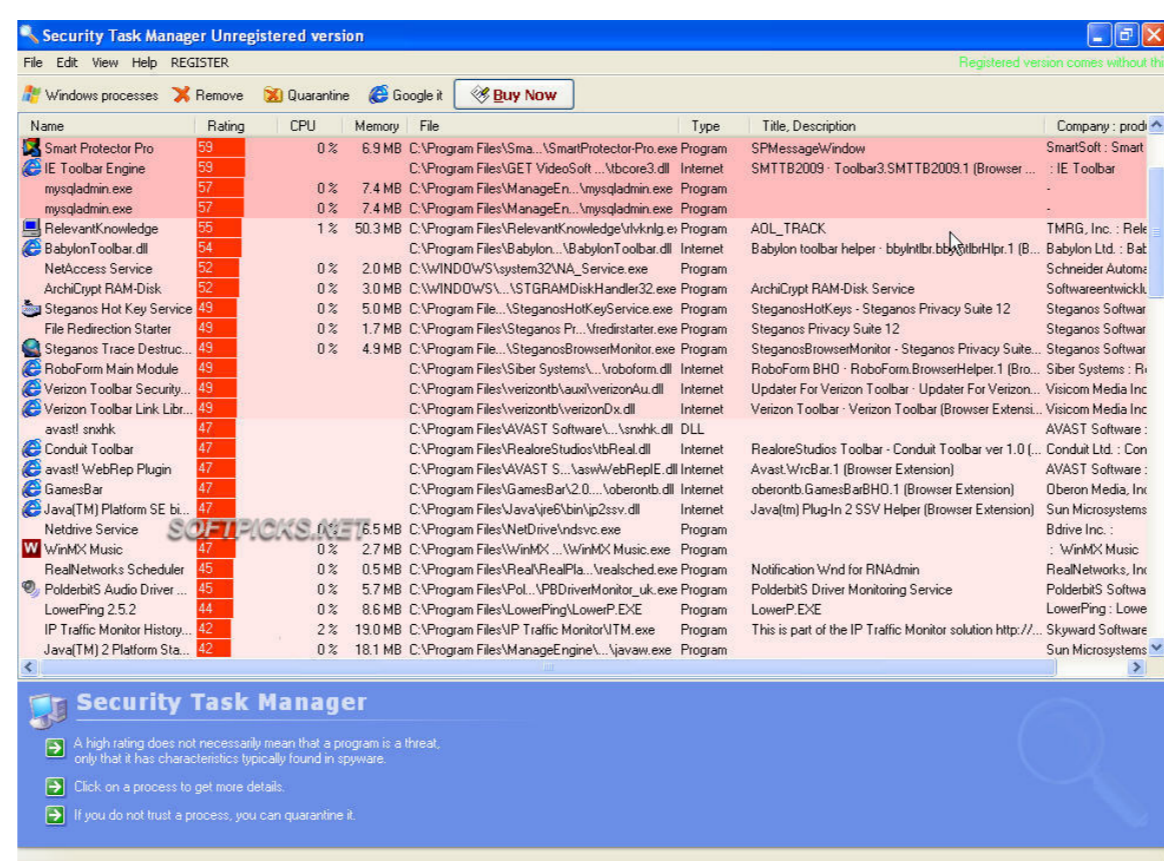 Security Task Manager Unregistered version
File Edit View Help REGISTER Registered version comes without thi
Windows processes Remove Quarantine Google it Buy Now
Name Rating CPU Memory File Type Title, Description Company : produ
Smart Protector Pro 59 0 % 6.9 MB C:\Program Files\Sma...\SmartProtector-Pro.exe Program SPMessageWindow SmartSoft : Smart
IE Toolbar Engine 59 C:\Program Files\GET VideoSoft ...\tbcore3.dll Internet SMTTB2009 · Toolbar3.SMTTB2009.1 (Browser ... : IE Toolbar
mysqladmin.exe 57 0 % 7.4 MB C:\Program Files\ManageEn...\mysqladmin.exe Program -
mysqladmin.exe 57 0 % 7.4 MB C:\Program Files\ManageEn...\mysqladmin.exe Program -
RelevantKnowledge 55 1 % 50.3 MB C:\Program Files\RelevantKnowledge\rlvknlg.e Program AOL_TRACK TMRG, Inc. : Rele
BabylonToolbar.dll 54 C:\Program Files\Babylon...\BabylonToolbar.dll Internet Babylon toolbar helper · (B... Babylon Ltd. : Bab
NetAccess Service 52 0 % 2.0 MB C:\WINDOWS\system32\NA_Service.exe Program Schneider Automa
ArchiCrypt RAM-Disk 52 0 % 3.0 MB C:\WINDOWS\...\STGRAMDiskHandler32.exe Program ArchiCrypt RAM-Disk Service Softwareentwicklu
Steganos Hot Key Service 49 0 % 5.0 MB C:\Program File...\SteganosHotKeyService.exe Program SteganosHotKeys - Steganos Privacy Suite 12 Steganos Softwar
File Redirection Starter 49 0 % 1.7 MB C:\Program Files\Steganos Pr...\fredirstarter.exe Program Steganos Privacy Suite 12 Steganos Softwar
Steganos Trace Destruc... 49 0 % 4.9 MB C:\Program File...\SteganosBrowserMonitor.exe Program SteganosBrowserMonitor - Steganos Privacy Suite... Steganos Softwar
RoboForm Main Module 49 C:\Program Files\Siber Systems\...\roboform.dll Internet RoboForm BHO · RoboForm.BrowserHelper.1 (Bro... Siber Systems : R
Verizon Toolbar Security... 49 C:\Program Files\verizontb\auxi\verizonAu.dll Internet Updater For Verizon Toolbar · Updater For Verizon... Visicom Media Inc
Verizon Toolbar Link Libr... 49 C:\Program Files\verizontb\verizonDx.dll Internet Verizon Toolbar · Verizon Toolbar (Browser Extensi... Visicom Media Inc
avast! snxhk 47 C:\Program Files\AVAST Software\...\snxhk.dll DLL AVAST Software :
Conduit Toolbar 47 C:\Program Files\RealoreStudios\tbReal.dll Internet RealoreStudios Toolbar - Conduit Toolbar ver 1.0 (... Conduit Ltd. : Con
avast! WebRep Plugin 47 C:\Program Files\AVAST S...\aswWebRepIE.dll Internet Avast.WrcBar.1 (Browser Extension) AVAST Software :
GamesBar 47 C:\Program Files\GamesBar\2.0....\oberontb.dll Internet oberontb.GamesBarBHO.1 (Browser Extension) Oberon Media, Inc
Java(TM) Platform SE bi... 47 C:\Program Files\Java\jre6\bin\jp2ssv.dll Internet Java(tm) Plug-In 2 SSV Helper (Browser Extension) Sun Microsystems
Netdrive Service 6.5 MB C:\Program Files\NetDrive\ndsvc.exe Program Bdrive Inc. :
SOFTPICKS.NET
WinMX Music 47 0 % 2.7 MB C:\Program Files\WinMX ...\WinMX Music.exe Program : WinMX Music
RealNetworks Scheduler 45 0 % 0.5 MB C:\Program Files\Real\RealPla...\realsched.exe Program Notification Wnd for RNAdmin RealNetworks, Inc
PolderbitS Audio Driver ... 45 0 % 5.7 MB C:\Program Files\Pol...\PBDriverMonitor_uk.exe Program PolderbitS Driver Monitoring Service PolderbitS Softwa
LowerPing 2.5.2 44 0 % 8.6 MB C:\Program Files\LowerPing\LowerP.EXE Program LowerP.EXE LowerPing : Lowe
IP Traffic Monitor History... 42 2 % 19.0 MB C:\Program Files\IP Traffic Monitor\ITM.exe Program This is part of the IP Traffic Monitor solution http://... Skyward Software
Java(TM) 2 Platform Sta... 42 0 % 18.1 MB C:\Program Files\ManageEngine\...\javaw.exe Program Sun Microsystems
Security Task Manager
A high rating does not necessarily mean that a program is a threat,
only that it has characteristics typically found in spyware.
Click on a process to get more details.
If you do not trust a process, you can quarantine it.